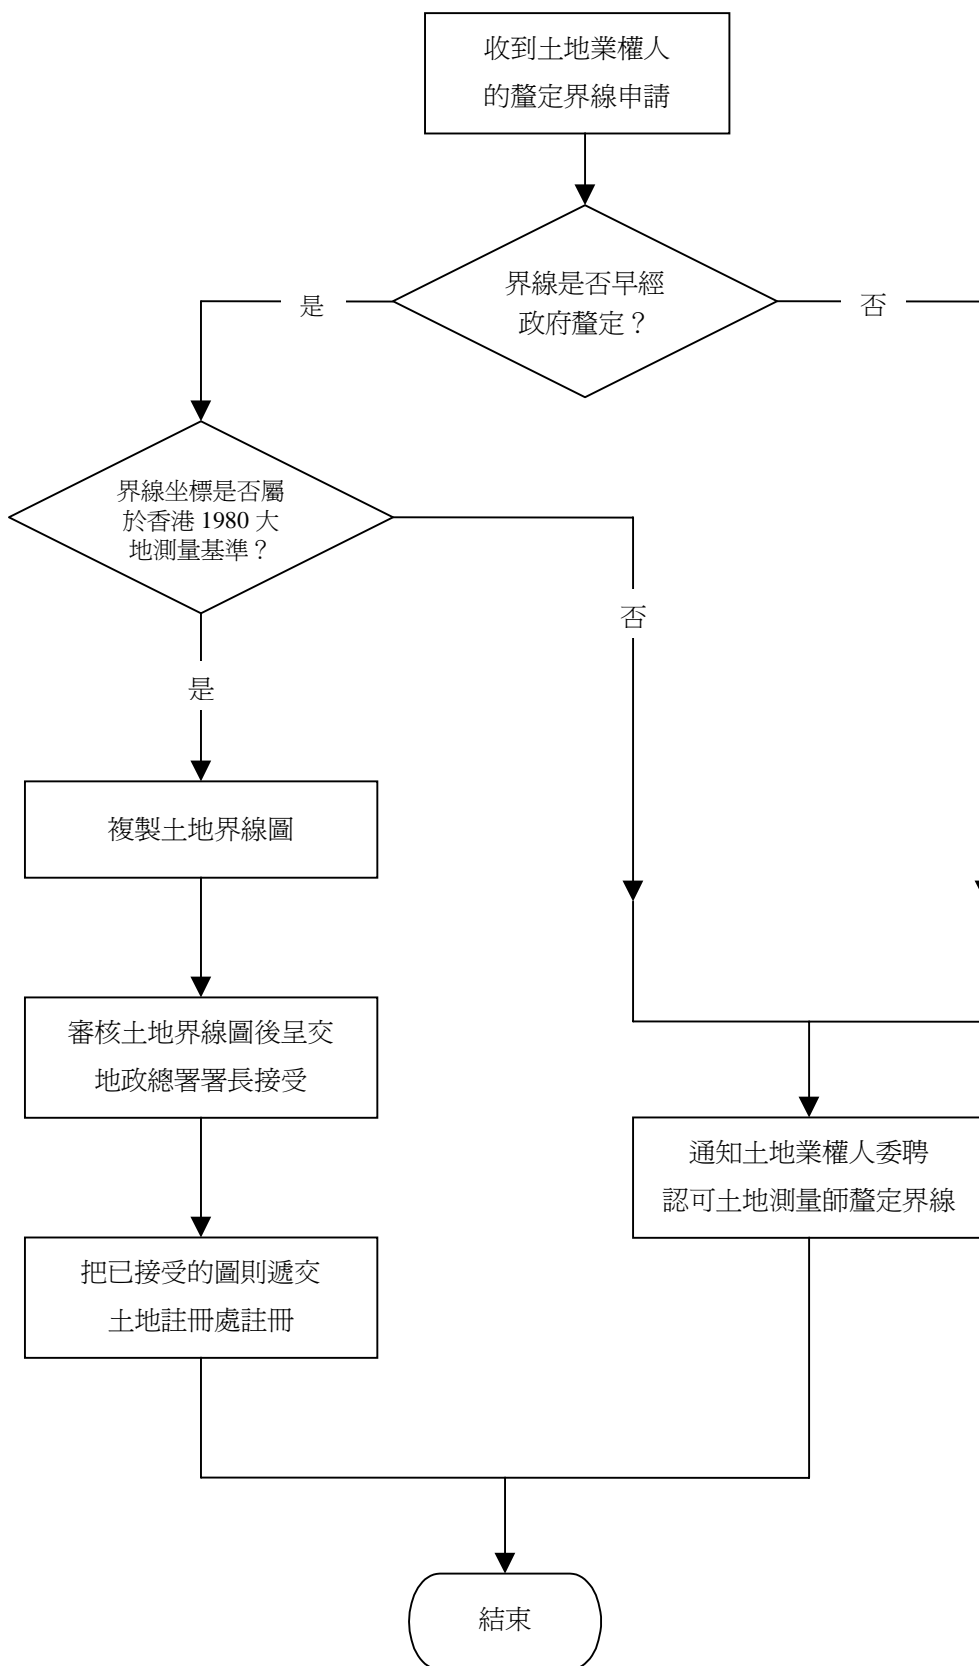 收到土地業權人
的釐定界線申請
界線是否早經
政府釐定？
是
否
界線坐標是否屬
於香港 1980 大
地測量基準？
否
是
複製土地界線圖
審核土地界線圖後呈交
地政總署署長接受
通知土地業權人委聘
認可土地測量師釐定界線
把已接受的圖則遞交
土地註冊處註冊
結束